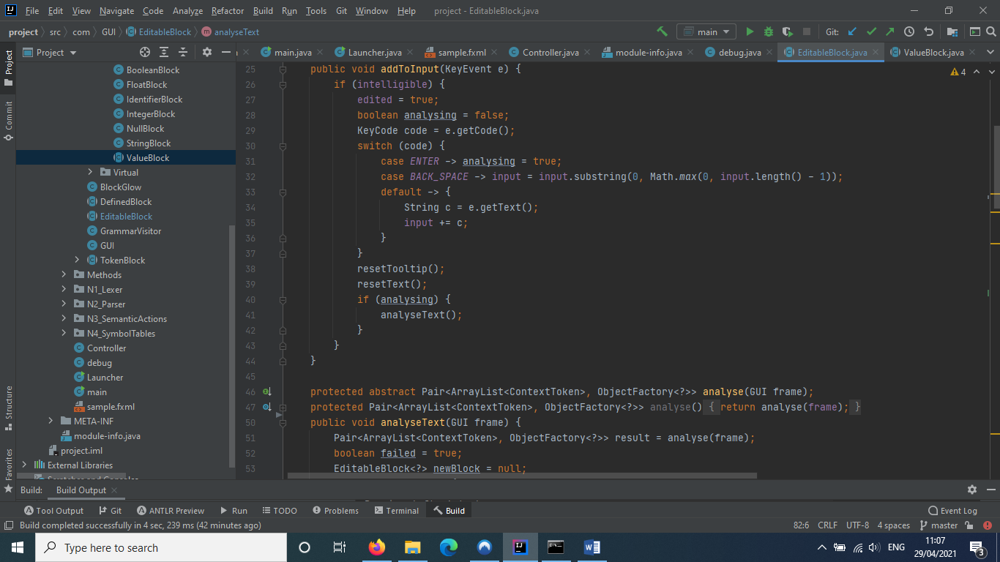 File Edit View Navigate Code Analyze Refactor Build Run Tools Git Window Help project - EditableBlock.java
project src com GUI EditableBlock analyseText main Git:
Project main.java Launcher.java sample.fxml Controller.java module-info.java debug.java EditableBlock.java ValueBlock.java
Project
Commit
Structure
Favorites
BooleanBlock
FloatBlock
IdentifierBlock
IntegerBlock
NullBlock
StringBlock
ValueBlock
Virtual
BlockGlow
DefinedBlock
EditableBlock
GrammarVisitor
GUI
TokenBlock
Methods
N1_Lexer
N2_Parser
N3_SemanticActions
N4_SymbolTables
Controller
debug
Launcher
main
sample.fxml
META-INF
module-info.java
project.iml
External Libraries
Scratches and Consoles
4
25 public void addToInput(KeyEvent e) {
26 if (intelligible) {
27 edited = true;
28 boolean analysing = false;
29 KeyCode code = e.getCode();
30 switch (code) {
31 case ENTER -> analysing = true;
32 case BACK_SPACE -> input = input.substring(0, Math.max(0, input.length() - 1));
33 default -> {
34 String c = e.getText();
35 input += c;
36 }
37 }
38 resetTooltip();
39 resetText();
40 if (analysing) {
41 analyseText();
42 }
43 }
44 }
45
46 protected abstract Pair<ArrayList<ContextToken>, ObjectFactory<?>> analyse(GUI frame);
47 protected Pair<ArrayList<ContextToken>, ObjectFactory<?>> analyse() { return analyse(frame); }
50 public void analyseText(GUI frame) {
51 Pair<ArrayList<ContextToken>, ObjectFactory<?>> result = analyse(frame);
52 boolean failed = true;
53 EditableBlock<?> newBlock = null;
Build: Build Output
Tool Output Git ANTLR Preview Run TODO Problems Terminal Build Event Log
Build completed successfully in 4 sec, 239 ms (42 minutes ago) 82:6 CRLF UTF-8 4 spaces master
Type here to search ENG 11:07
29/04/2021
3